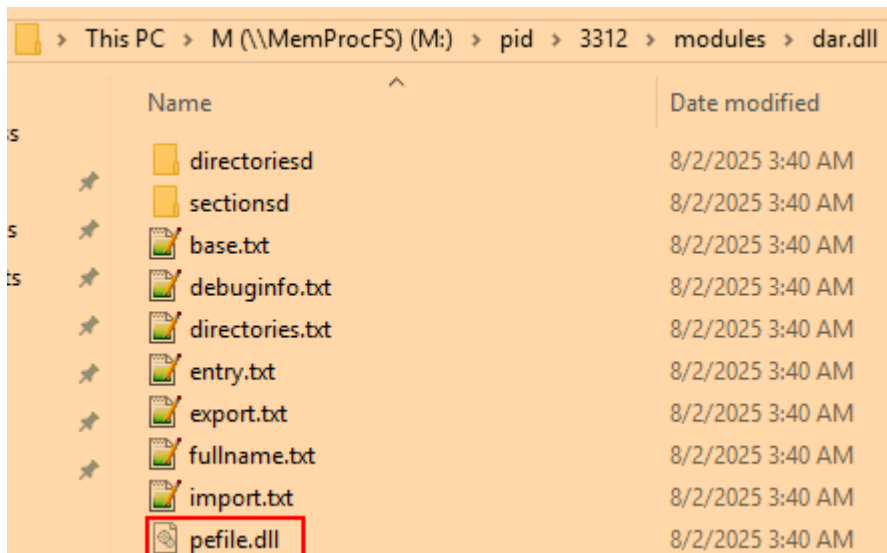 This PC > M (\\MemProcFS) (M:) > pid > 3312 > modules > dar.dll
Name Date modified
ss
directoriesd 8/2/2025 3:40 AM
sectionsd 8/2/2025 3:40 AM
s
base.txt 8/2/2025 3:40 AM
ts
debuginfo.txt 8/2/2025 3:40 AM
directories.txt 8/2/2025 3:40 AM
entry.txt 8/2/2025 3:40 AM
export.txt 8/2/2025 3:40 AM
fullname.txt 8/2/2025 3:40 AM
import.txt 8/2/2025 3:40 AM
pefile.dll 8/2/2025 3:40 AM